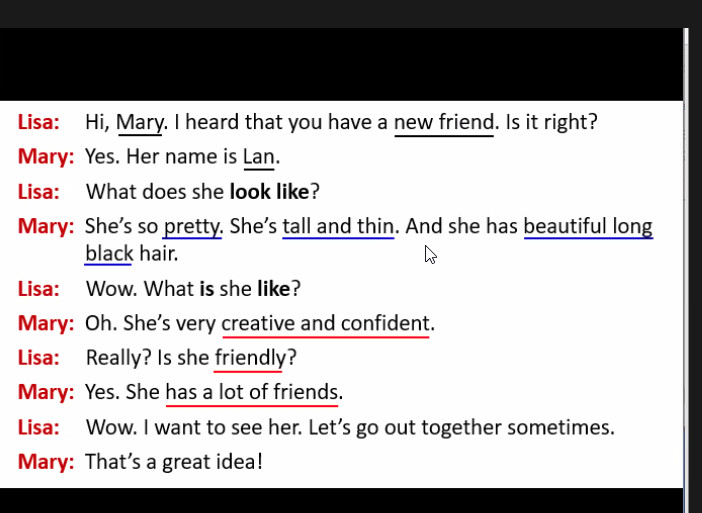 Lisa: Hi, Mary. I heard that you have a new friend. Is it right?
Mary: Yes. Her name is Lan.
Lisa: What does she look like?
Mary: She's so pretty. She's tall and thin. And she has beautiful long
black hair.
Lisa: Wow. What is she like?
Mary: Oh. She's very creative and confident.
Lisa: Really? Is she friendly?
Mary: Yes. She has a lot of friends.
Lisa: Wow. I want to see her. Let's go out together sometimes.
Mary: That's a great idea!